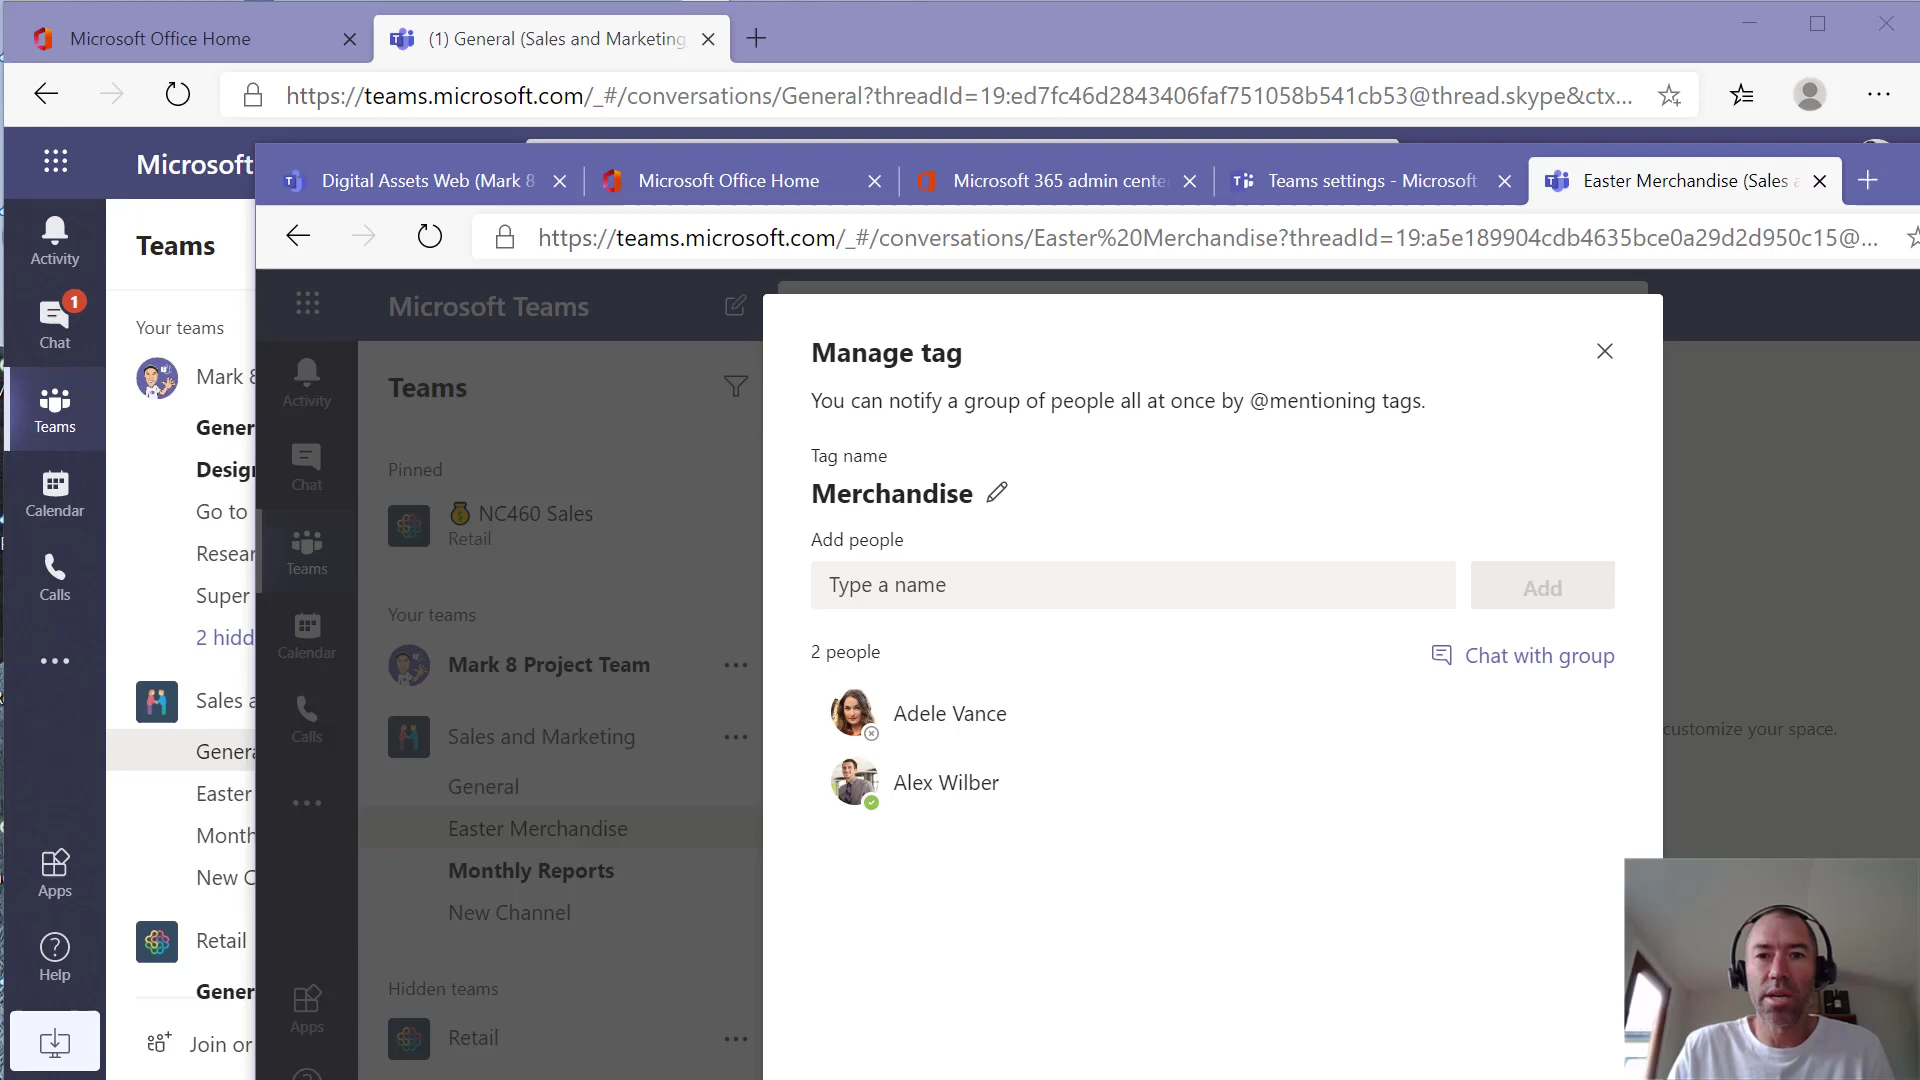 Microsoft Office Home
(1) General (Sales and Marketing
https://teams.microsoft.com/_#/conversations/General?threadId=19:ed7fc46d2843406faf751058b541cb53@thread.skype&ctx...
Microsoft
Digital Assets Web (Mark 8
Microsoft Office Home
Microsoft 365 admin cente
Teams settings - Microsoft
Easter Merchandise (Sales a
https://teams.microsoft.com/_#/conversations/Easter%20Merchandise?threadId=19:a5e189904cdb4635bce0a29d2d950c15@...
Activity
1
Chat
Teams
Calendar
Calls
Apps
Help
Teams
Your teams
Mark 8
Gener
Desig
Go to
Resear
Super
2 hidd
Sales a
Genera
Easter
Month
New C
Retail
Gener
Join or
Microsoft Teams
Activity
Chat
Teams
Calendar
Calls
Apps
Teams
Pinned
NC460 Sales
Retail
Your teams
Mark 8 Project Team
Sales and Marketing
General
Easter Merchandise
Monthly Reports
New Channel
Hidden teams
Retail
Manage tag
You can notify a group of people all at once by @mentioning tags.
Tag name
Merchandise
Add people
Type a name
Add
2 people
Chat with group
Adele Vance
Alex Wilber
customize your space.